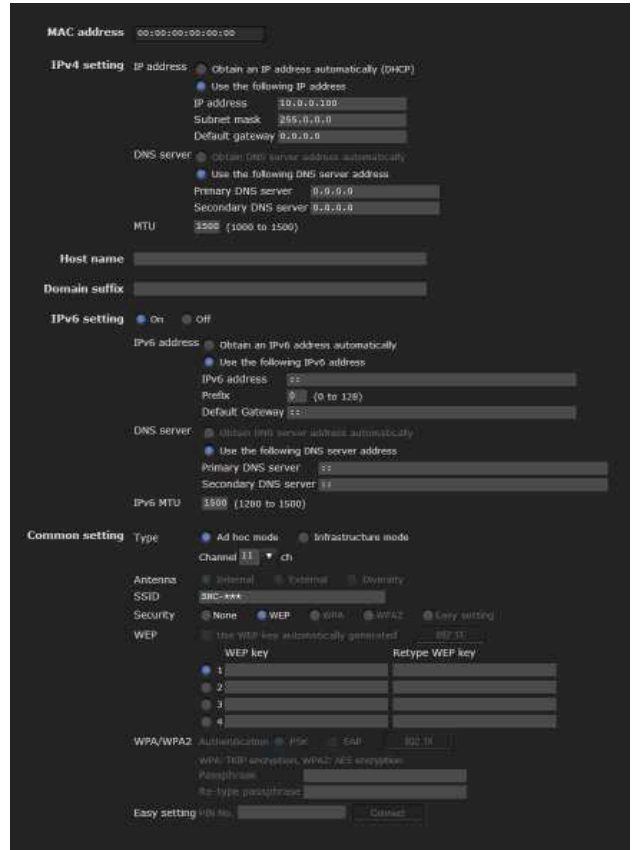 MAC address 00:00:00:00:00:00
IPv4 setting IP address Obtain an IP address automatically (DHCP)
Use the following IP address
IP address 10.0.0.100
Subnet mask 255.0.0.0
Default gateway 0.0.0.0
DNS server Obtain DNS server address automatically
Use the following DNS server address
Primary DNS server 0.0.0.0
Secondary DNS server 0.0.0.0
MTU 1500 (1000 to 1500)
Host name
Domain suffix
IPv6 setting On Off
IPv6 address Obtain an IPv6 address automatically
Use the following IPv6 address
IPv6 address ::
Prefix 0 (0 to 128)
Default Gateway ::
DNS server Obtain DNS server address automatically
Use the following DNS server address
Primary DNS server ::
Secondary DNS server ::
IPv6 MTU 1500 (1280 to 1500)
Common setting Type Ad hoc mode Infrastructure mode
Channel 11 ch
Antenna Internal External Diversity
SSID SNC-***
Security None WEP WPA WPA2 Easy setting
WEP Use WEP key automatically generated 802.1X
WEP key Retype WEP key
1
2
3
4
WPA/WPA2 Authentication PSK EAP 802.1X
WPA: TKIP encryption, WPA2: AES encryption
Passphrase
Re-type passphrase
Easy setting PIN No. Connect